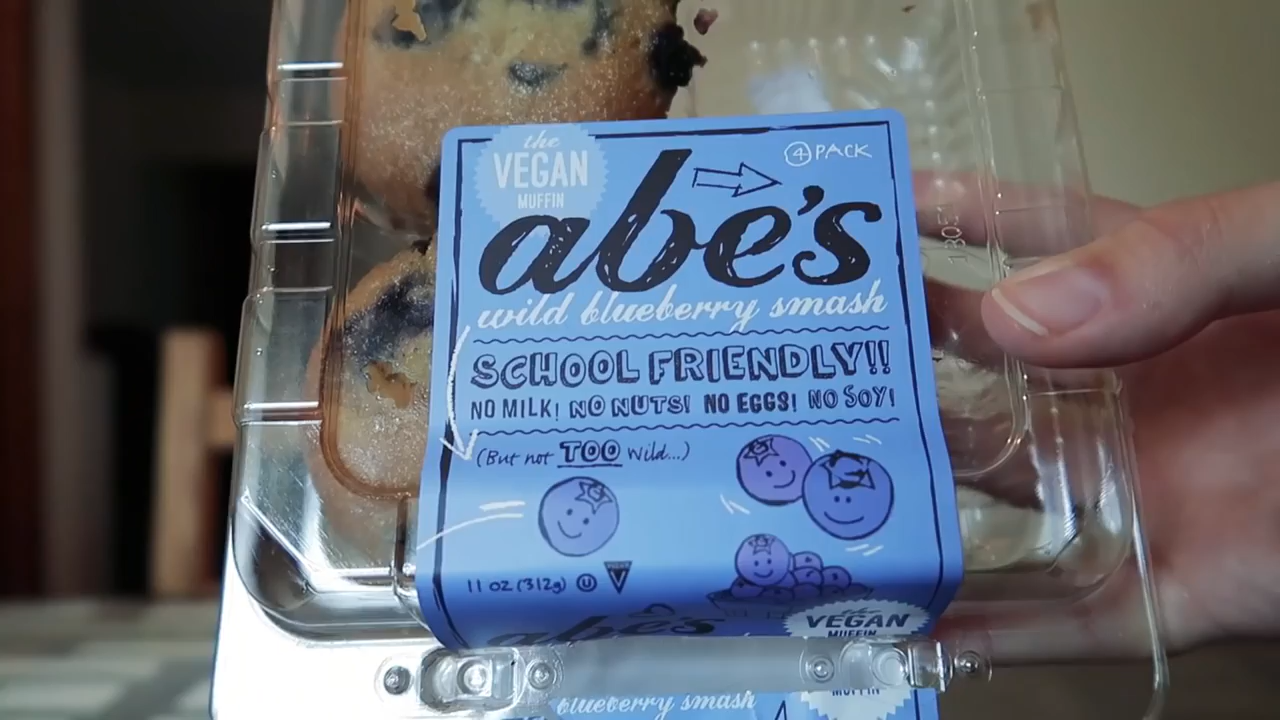 the
VEGAN
MUFFIN
4 PACK
abe's
wild blueberry smash
SCHOOL FRIENDLY!!
NO MILK! NO NUTS! NO EGGS! NO SOY!
(But not TOO Wild...)
11 oz (312g) U V
abe's
the
VEGAN
MUFFIN
blueberry smash
MUFFIN